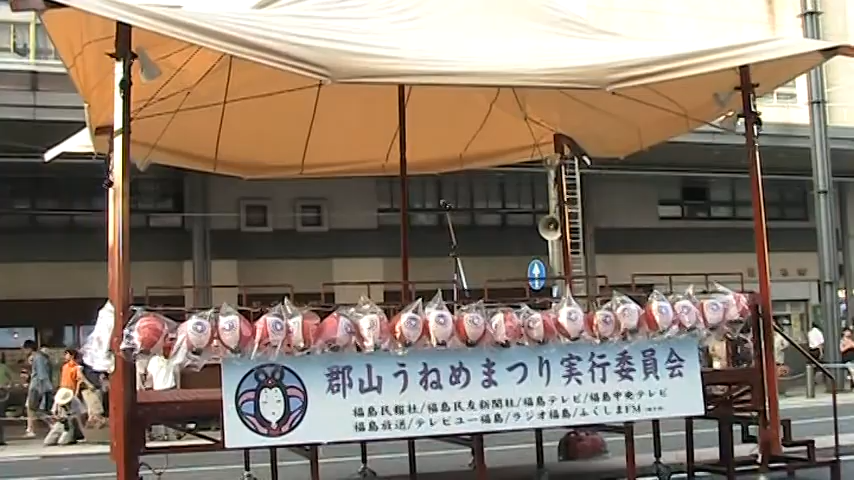 郡山うねめまつり実行委員会
福島民報社/福島民友新聞社/福島テレビ/福島中央テレビ
福島放送/テレビユー福島/ラジオ福島/ふくしまFM